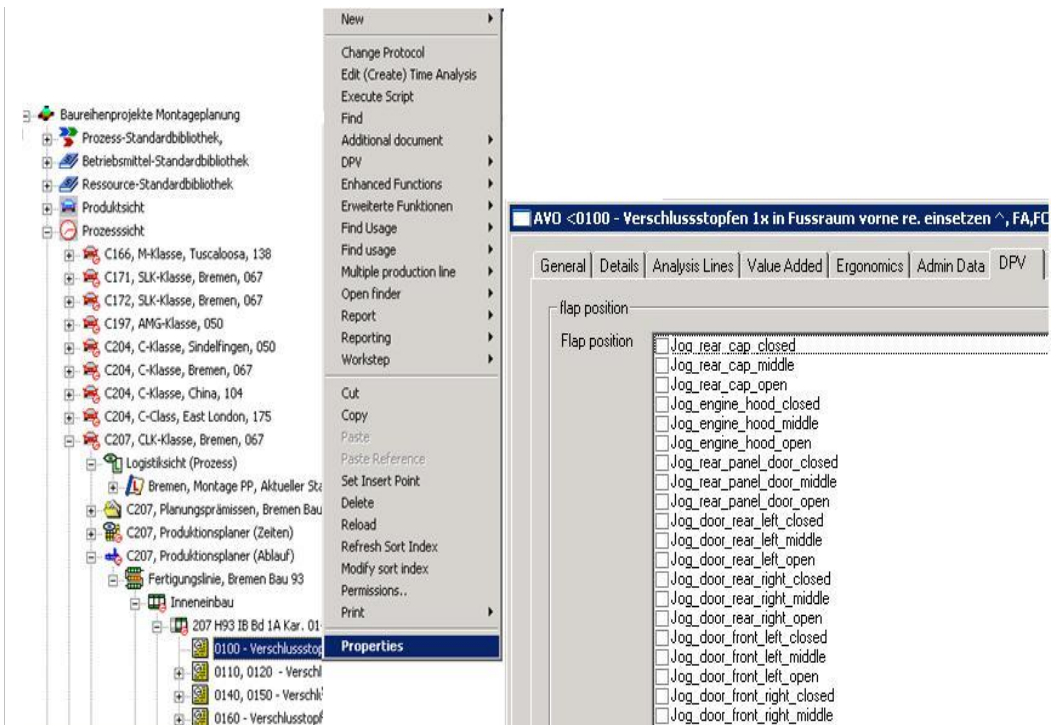 New
Change Protocol
Edit (Create) Time Analysis
Execute Script
Find
Additional document
DPV
Enhanced Functions
Erweiterte Funktionen
Find Usage
Find usage
Multiple production line
Open finder
Report
Reporting
Workstep
Cut
Copy
Paste
Paste Reference
Set Insert Point
Delete
Reload
Refresh Sort Index
Modify sort index
Permissions..
Print
Properties
Baureihenprojekte Montageplanung
Prozess-Standardbibliothek,
Betriebsmittel-Standardbibliothek
Ressource-Standardbibliothek
Produktsicht
Prozesssicht
C166, M-Klasse, Tuscaloosa, 138
C171, SLK-Klasse, Bremen, 067
C172, SLK-Klasse, Bremen, 067
C197, AMG-Klasse, 050
C204, C-Klasse, Sindelfingen, 050
C204, C-Klasse, Bremen, 067
C204, C-Klasse, China, 104
C204, C-Class, East London, 175
C207, CLK-Klasse, Bremen, 067
Logistiksicht (Prozess)
Bremen, Montage PP, Aktueller Sta
C207, Planungsprämissen, Bremen Bau
C207, Produktionsplaner (Zeiten)
C207, Produktionsplaner (Ablauf)
Fertigungslinie, Bremen Bau 93
Inneneinbau
207 H93 IB Bd 1A Kar. 01-
0100 - Verschlussstop
0110, 0120 - Verschl
0140, 0150 - Verschl
0160 - Verschlusstopf
AVO <0100 - Verschlussstopfen 1x in Fussraum vorne re. einsetzen ^, FA,FC
General Details Analysis Lines Value Added Ergonomics Admin Data DPV
flap position
Flap position
Jog_rear_cap_closed
Jog_rear_cap_middle
Jog_rear_cap_open
Jog_engine_hood_closed
Jog_engine_hood_middle
Jog_engine_hood_open
Jog_rear_panel_door_closed
Jog_rear_panel_door_middle
Jog_rear_panel_door_open
Jog_door_rear_left_closed
Jog_door_rear_left_middle
Jog_door_rear_left_open
Jog_door_rear_right_closed
Jog_door_rear_right_middle
Jog_door_rear_right_open
Jog_door_front_left_closed
Jog_door_front_left_middle
Jog_door_front_left_open
Jog_door_front_right_closed
Jog_door_front_right_middle